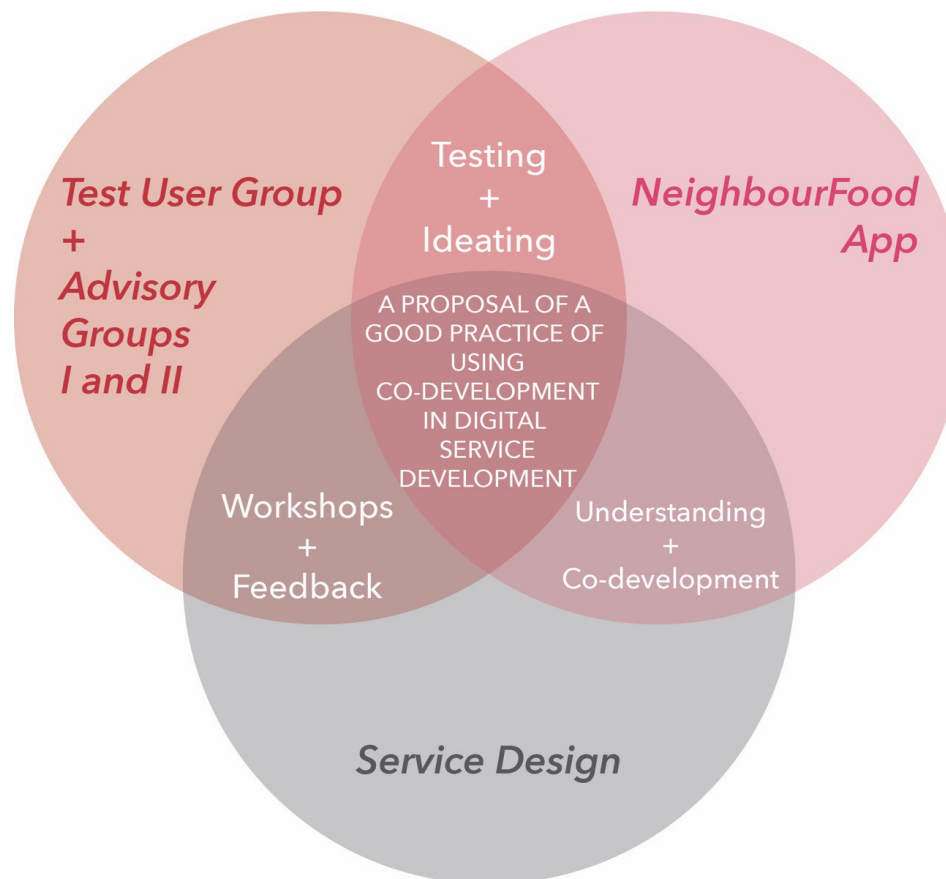 Testing
+
Ideating
Test User Group
+
Advisory
Groups
I and II
NeighbourFood
App
A PROPOSAL OF A
GOOD PRACTICE OF
USING
CO-DEVELOPMENT
IN DIGITAL
SERVICE
DEVELOPMENT
Workshops
+
Feedback
Understanding
+
Co-development
Service Design